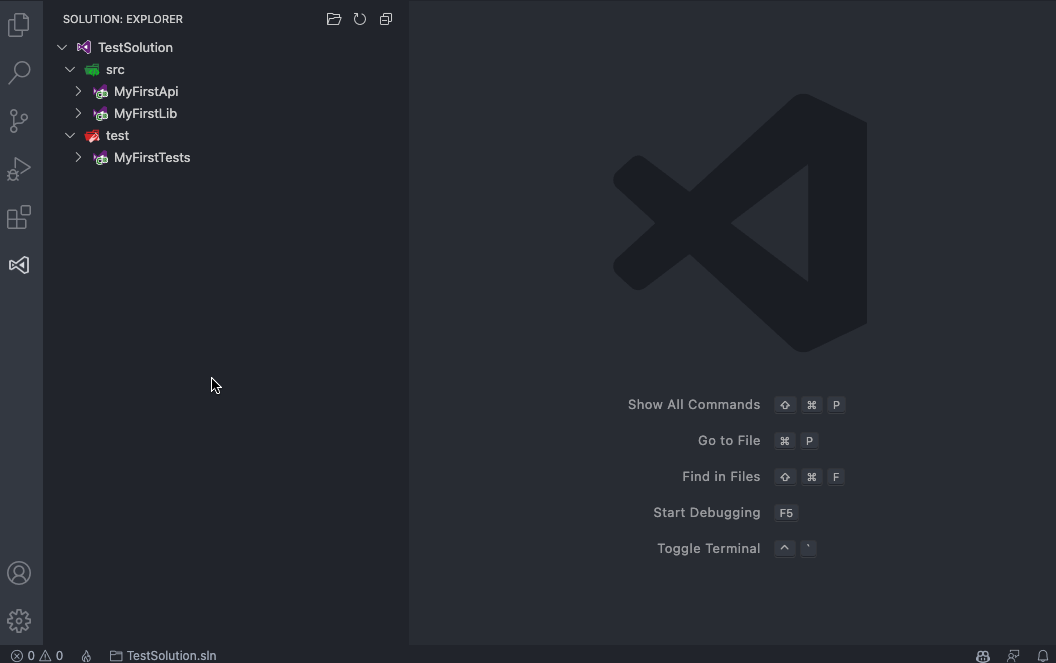 SOLUTION: EXPLORER
TestSolution
src
MyFirstApi
MyFirstLib
test
MyFirstTests
Show All Commands ⇧ ⌘ P
Go to File ⌘ P
Find in Files ⇧ ⌘ F
Start Debugging F5
Toggle Terminal ^ `
0 0 TestSolution.sln